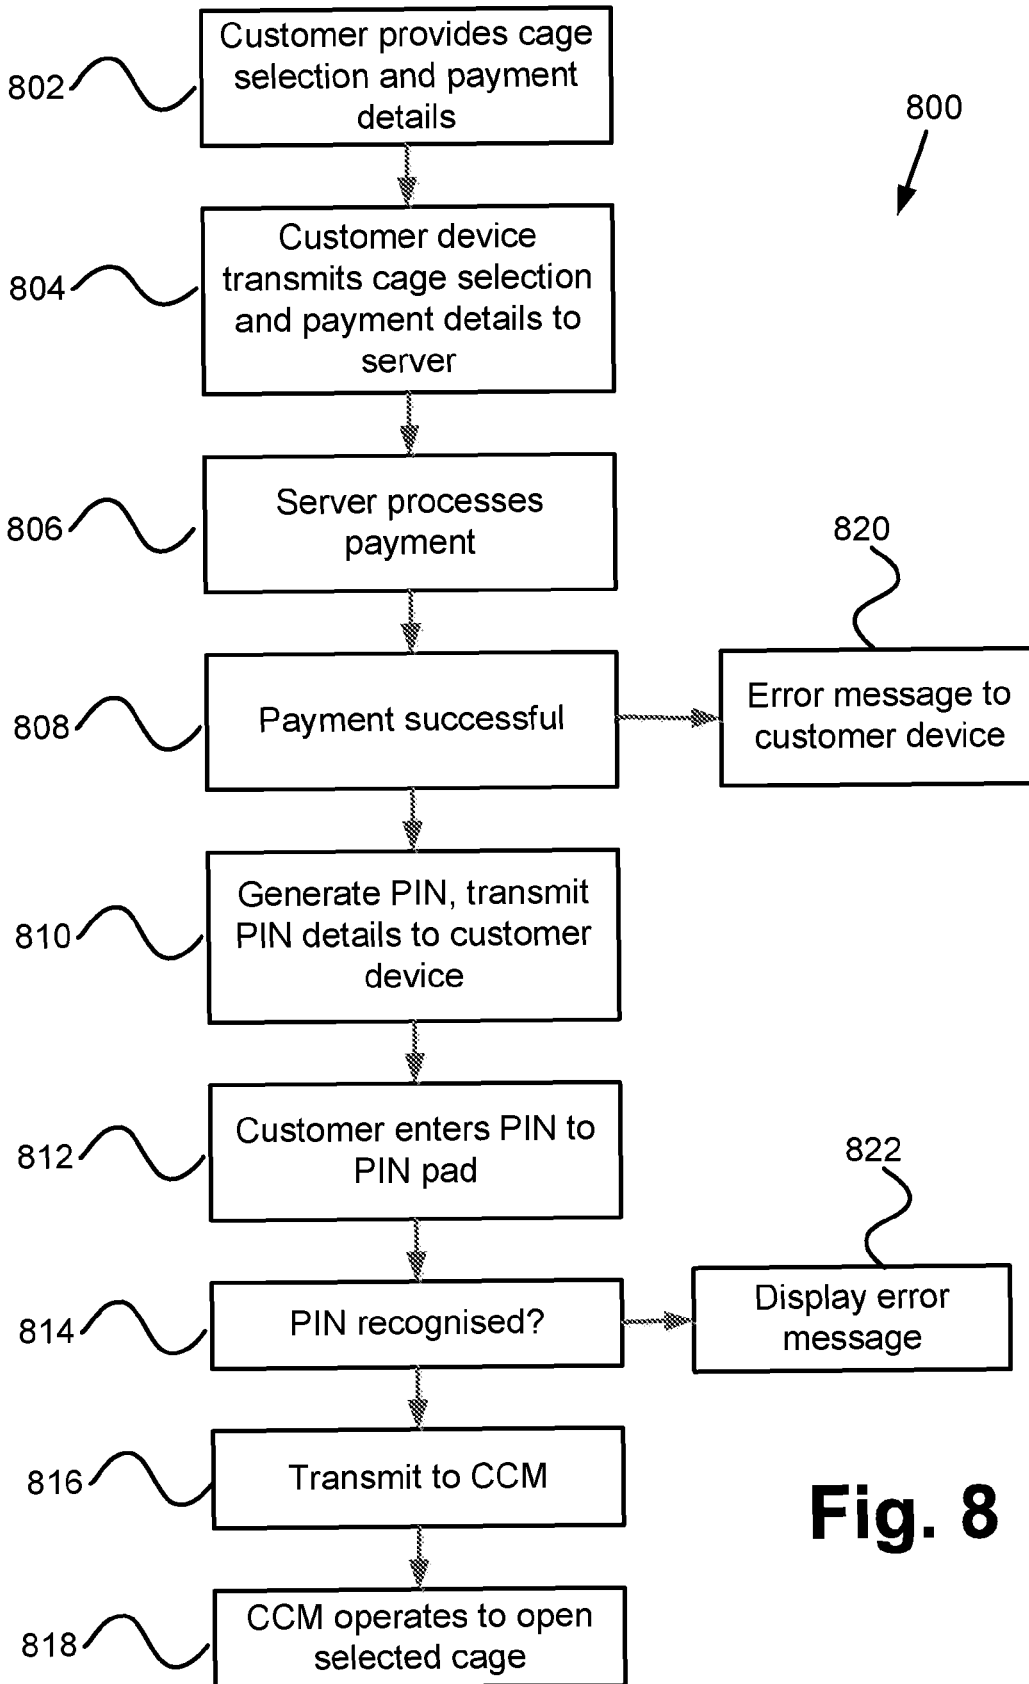 Customer provides cage
selection and payment
details
802
800
Customer device
transmits cage selection
and payment details to
server
804
Server processes
payment
806
820
Payment successful
808
Error message to
customer device
Generate PIN, transmit
PIN details to customer
device
810
Customer enters PIN to
PIN pad
812
822
PIN recognised?
814
Display error
message
Transmit to CCM
816
Fig. 8
CCM operates to open
selected cage
818